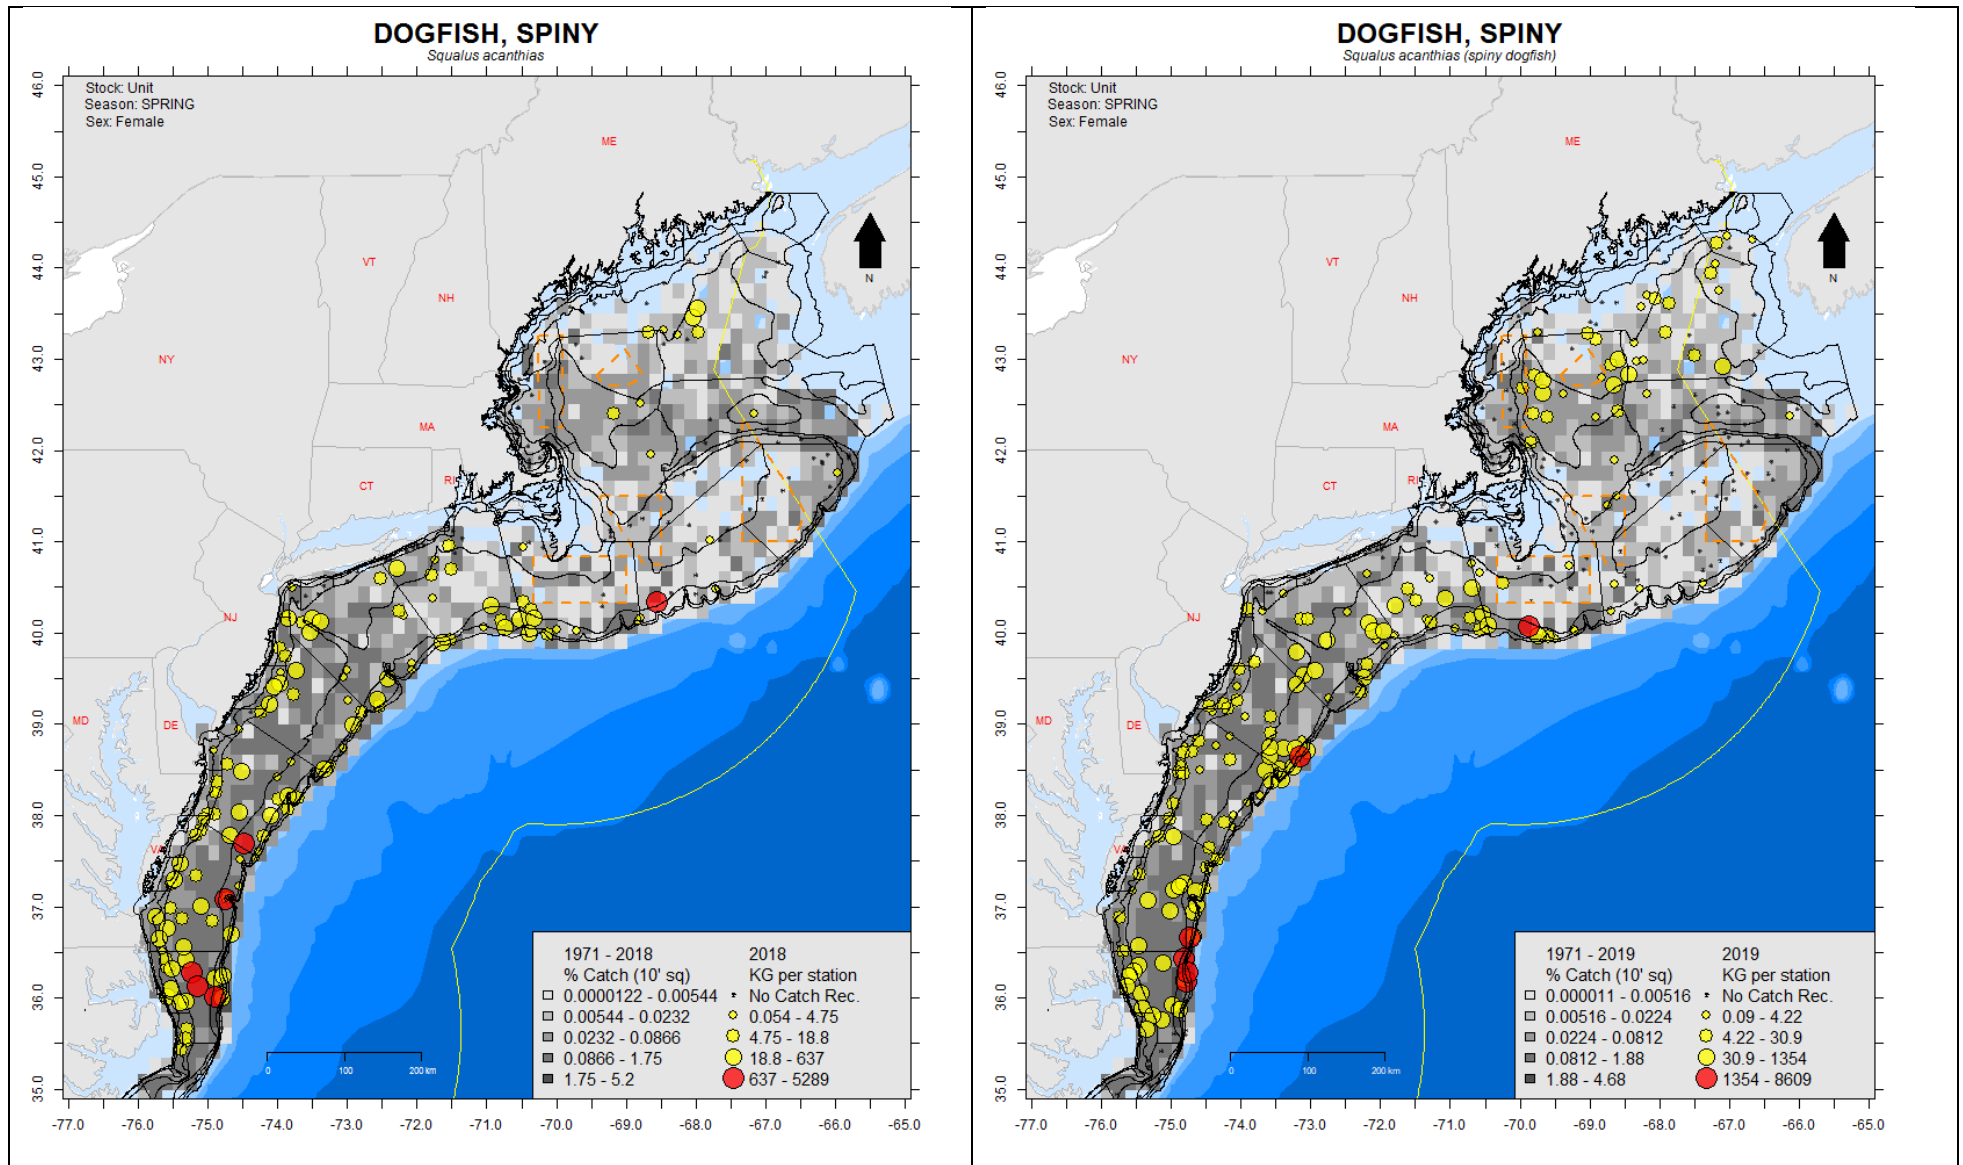 DOGFISH, SPINY
Squalus acanthias
Stock: Unit
Season: SPRING
Sex: Female
46.0
45.0
44.0
43.0
42.0
41.0
40.0
39.0
38.0
37.0
36.0
35.0
ME
VT
NH
NY
MA
CT
RI
NJ
MD
DE
VA
N
1971 - 2018
% Catch (10' sq)
0.0000122 - 0.00544
0.00544 - 0.0232
0.0232 - 0.0866
0.0866 - 1.75
1.75 - 5.2
2018
KG per station
No Catch Rec.
0.054 - 4.75
4.75 - 18.8
18.8 - 637
637 - 5289
0 100 200 km
-77.0 -76.0 -75.0 -74.0 -73.0 -72.0 -71.0 -70.0 -69.0 -68.0 -67.0 -66.0 -65.0
DOGFISH, SPINY
Squalus acanthias (spiny dogfish)
Stock: Unit
Season: SPRING
Sex: Female
46.0
45.0
44.0
43.0
42.0
41.0
40.0
39.0
38.0
37.0
36.0
35.0
ME
VT
NH
NY
MA
CT
RI
NJ
MD
DE
VA
N
1971 - 2019
% Catch (10' sq)
0.000011 - 0.00516
0.00516 - 0.0224
0.0224 - 0.0812
0.0812 - 1.88
1.88 - 4.68
2019
KG per station
No Catch Rec.
0.09 - 4.22
4.22 - 30.9
30.9 - 1354
1354 - 8609
0 100 200 km
-77.0 -76.0 -75.0 -74.0 -73.0 -72.0 -71.0 -70.0 -69.0 -68.0 -67.0 -66.0 -65.0